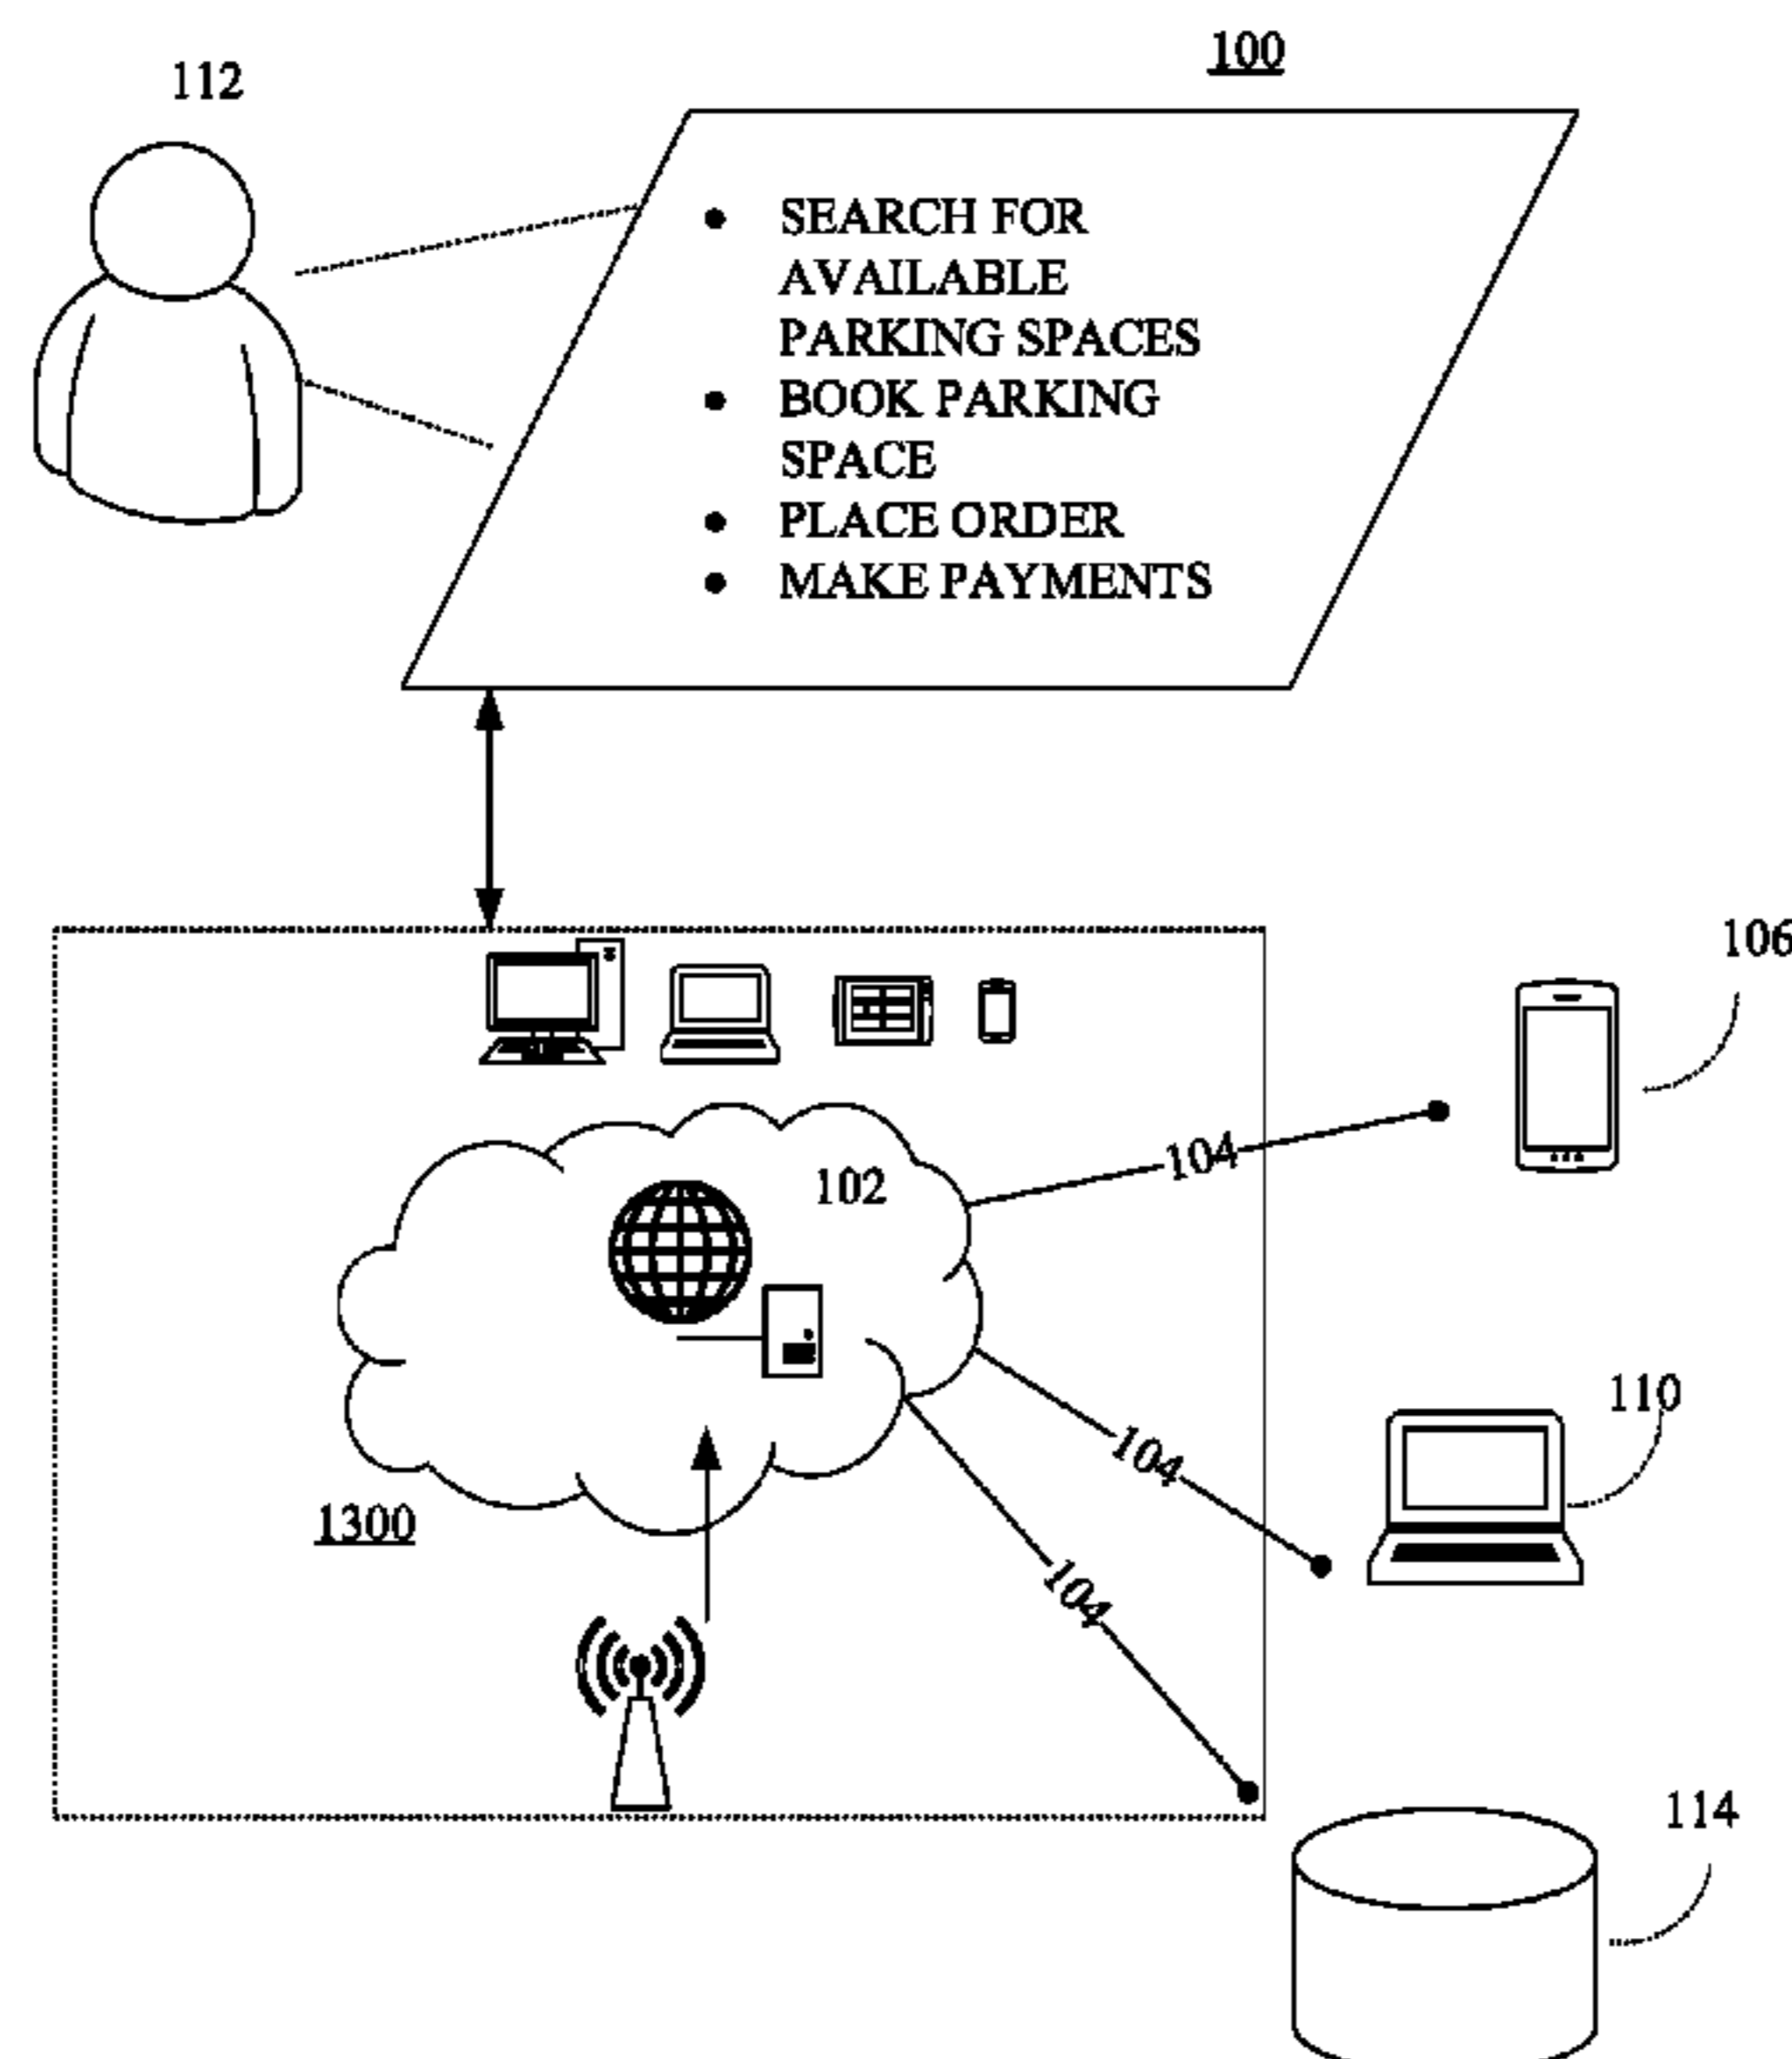 100
112
• SEARCH FOR
AVAILABLE
PARKING SPACES
• BOOK PARKING
SPACE
• PLACE ORDER
• MAKE PAYMENTS
106
104
102
110
104
1300
104
114